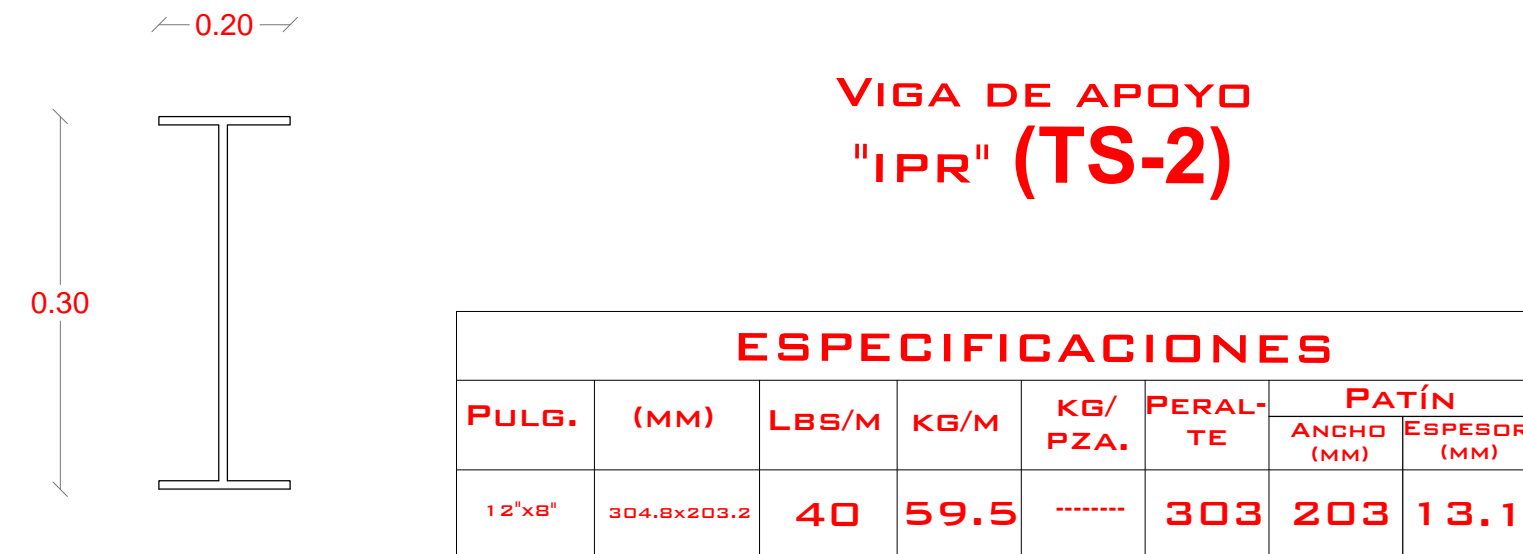 0.20
VIGA DE APOYO
"IPR" (TS-2)
0.30
ESPECIFICACIONES
PULG.
(MM)
LBS/M
KG/M
KG/
PZA.
PERAL-
TE
PATÍN
ANCHO
(MM)
ESPESOR
(MM)
12"x8"
304.8x203.2
40
59.5
--------
303
203
13.1